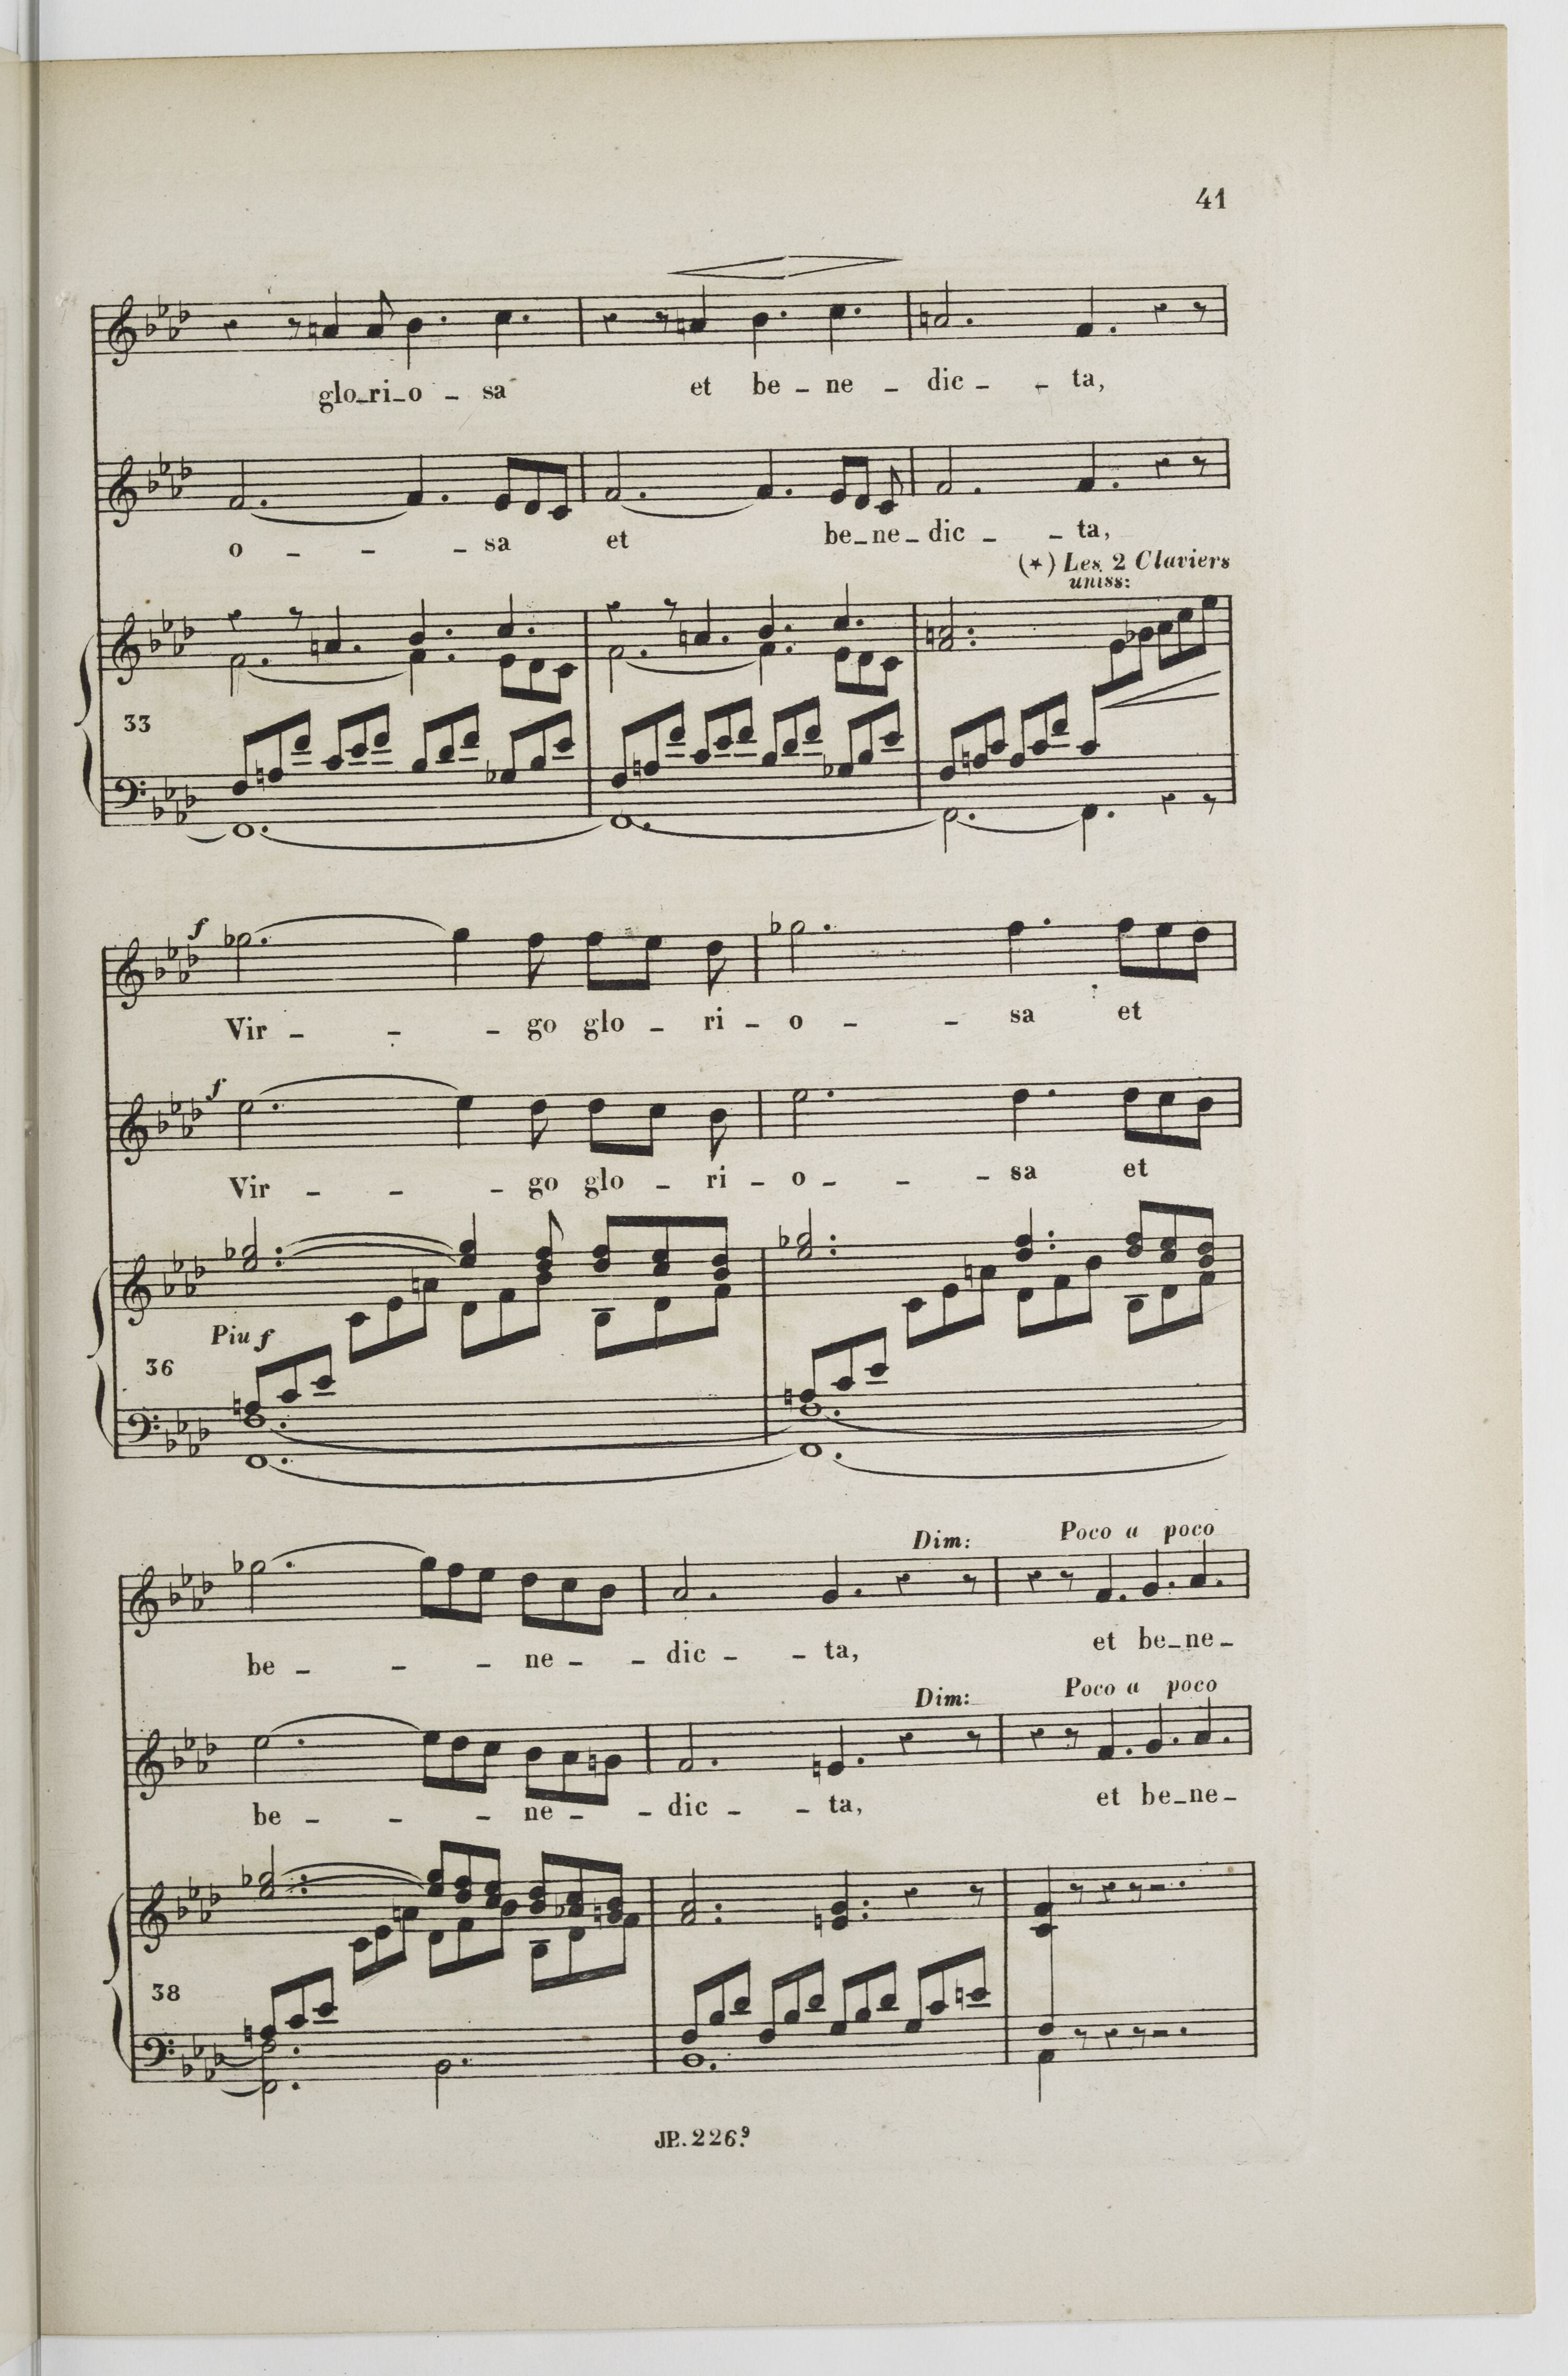 41
glo_ri_o _ sa et be _ ne _ dic _ _ ta,
o _ _ _ sa et be_ne_dic _ _ ta,
(*) Les 2 Claviers
uniss:
33
f
Vir _ _ _ go glo _ ri _ o _ _ sa et
f
Vir _ _ _ go glo _ ri _ o _ _ _ sa et
Piu f
36
Dim: Poco a poco
be _ _ _ ne _ _ dic _ _ ta, et be_ne_
Dim: Poco a poco
be _ _ _ ne _ _ dic _ _ ta, et be_ne_
38
JP. 226.9